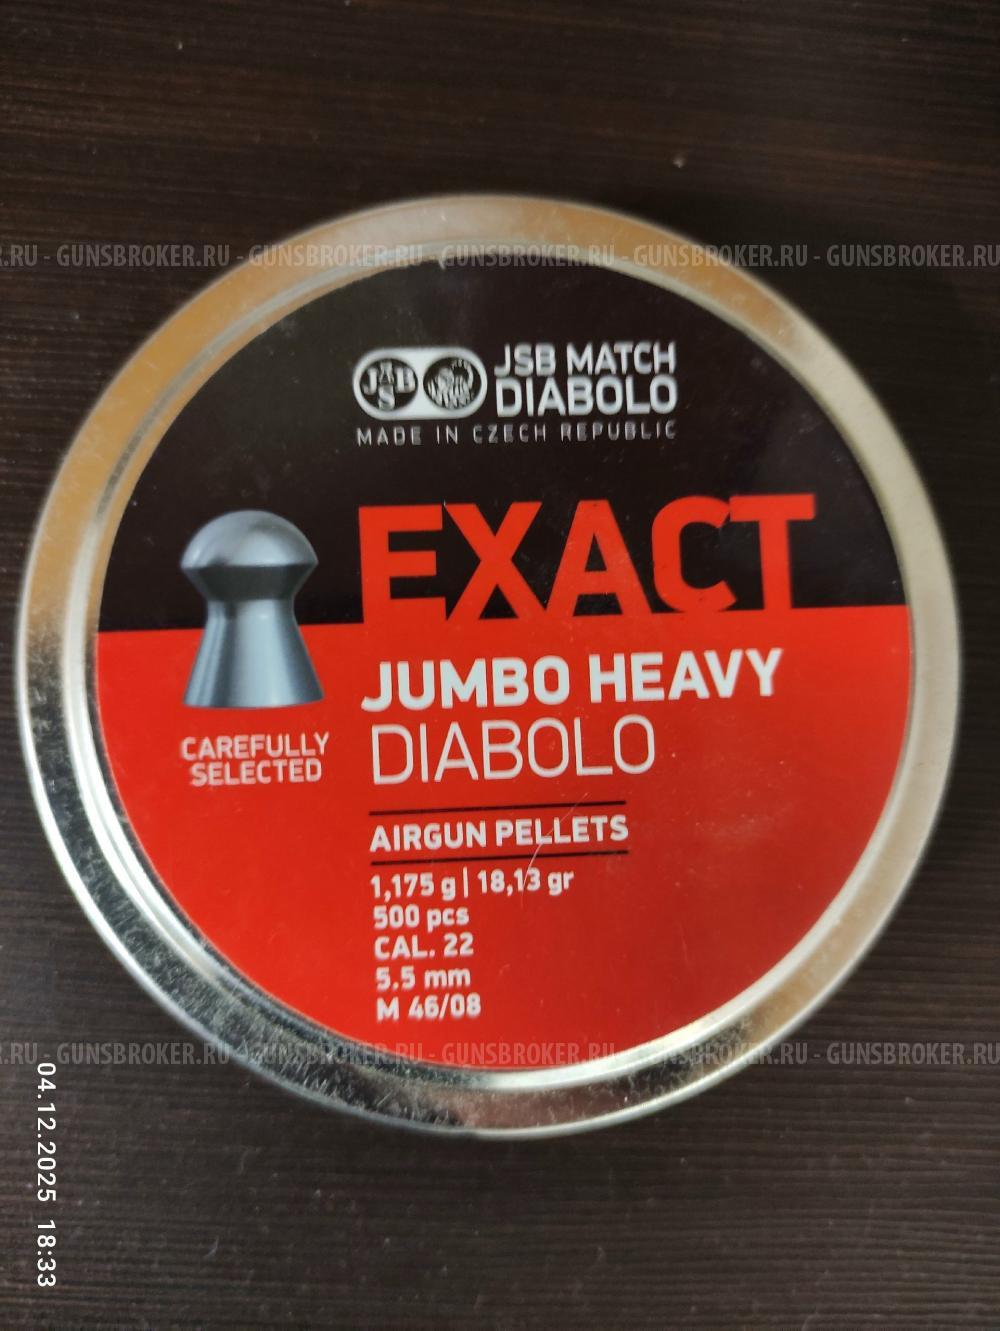 .RU - GUNSBROKER.RU - GUNSBROKER.RU - GUNSBROKER.RU - GUNSBROKER.RU - GUNSBROKER.RU
JSB
JSB MATCH
DIABOLO
MADE IN CZECH REPUBLIC
EXACT
JUMBO HEAVY
DIABOLO
CAREFULLY
SELECTED
AIRGUN PELLETS
1,175 g | 18,13 gr
500 pcs
CAL. 22
5.5 mm
M 46/08
.RU - GUNSBROKER.RU - GUNSBROKER.RU - GUNSBROKER.RU - GUNSBROKER.RU - GUNSBROKER.RU
04.12.2025 18:33